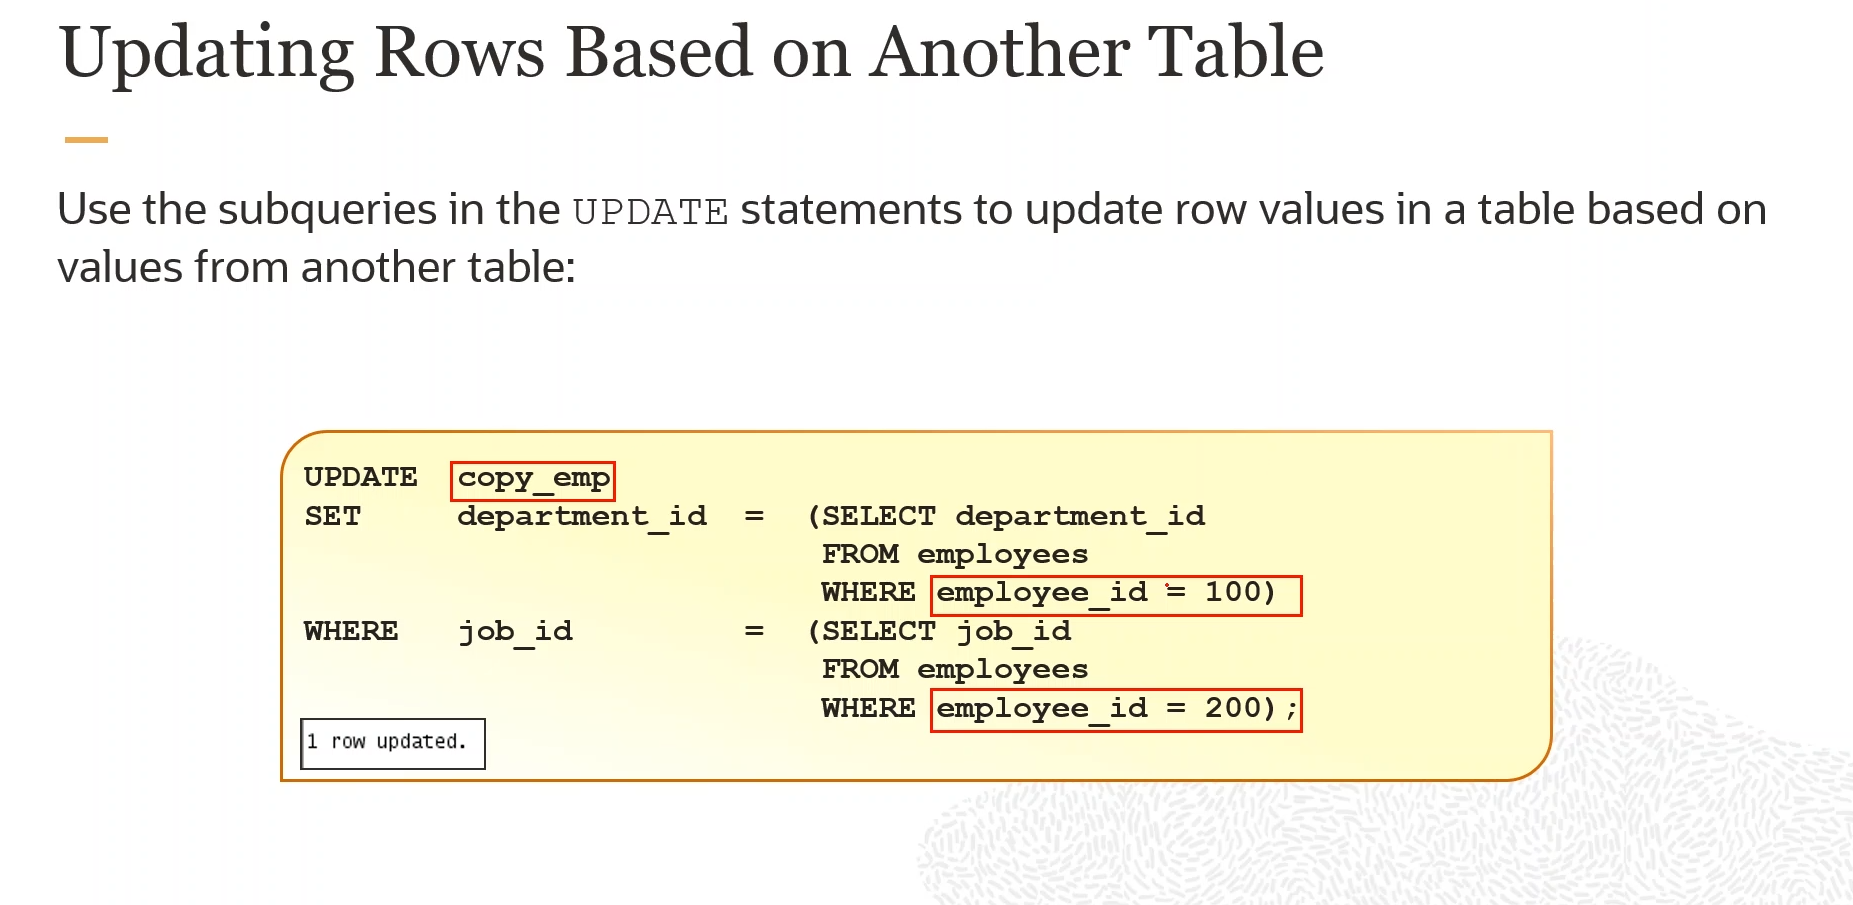 Updating Rows Based on Another Table
Use the subqueries in the UPDATE statements to update row values in a table based on
values from another table:
UPDATE copy_emp
SET department_id = (SELECT department_id
FROM employees
WHERE employee_id = 100)
WHERE job_id = (SELECT job_id
FROM employees
WHERE employee_id = 200);
1 row updated.